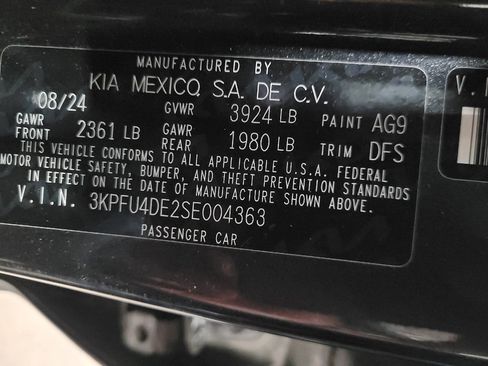 MANUFACTURED BY
KIA MEXICO, S.A. DE C.V.
08/24 GVWR 3924 LB PAINT AG9
GAWR FRONT 2361 LB GAWR REAR 1980 LB TRIM DFS
THIS VEHICLE CONFORMS TO ALL APPLICABLE U.S.A. FEDERAL
MOTOR VEHICLE SAFETY, BUMPER, AND THEFT PREVENTION STANDARDS
IN EFFECT ON THE DATE OF MANUFACTURE SHOWN ABOVE.
V.I.N. 3KPFU4DE2SE004363
PASSENGER CAR
V.I